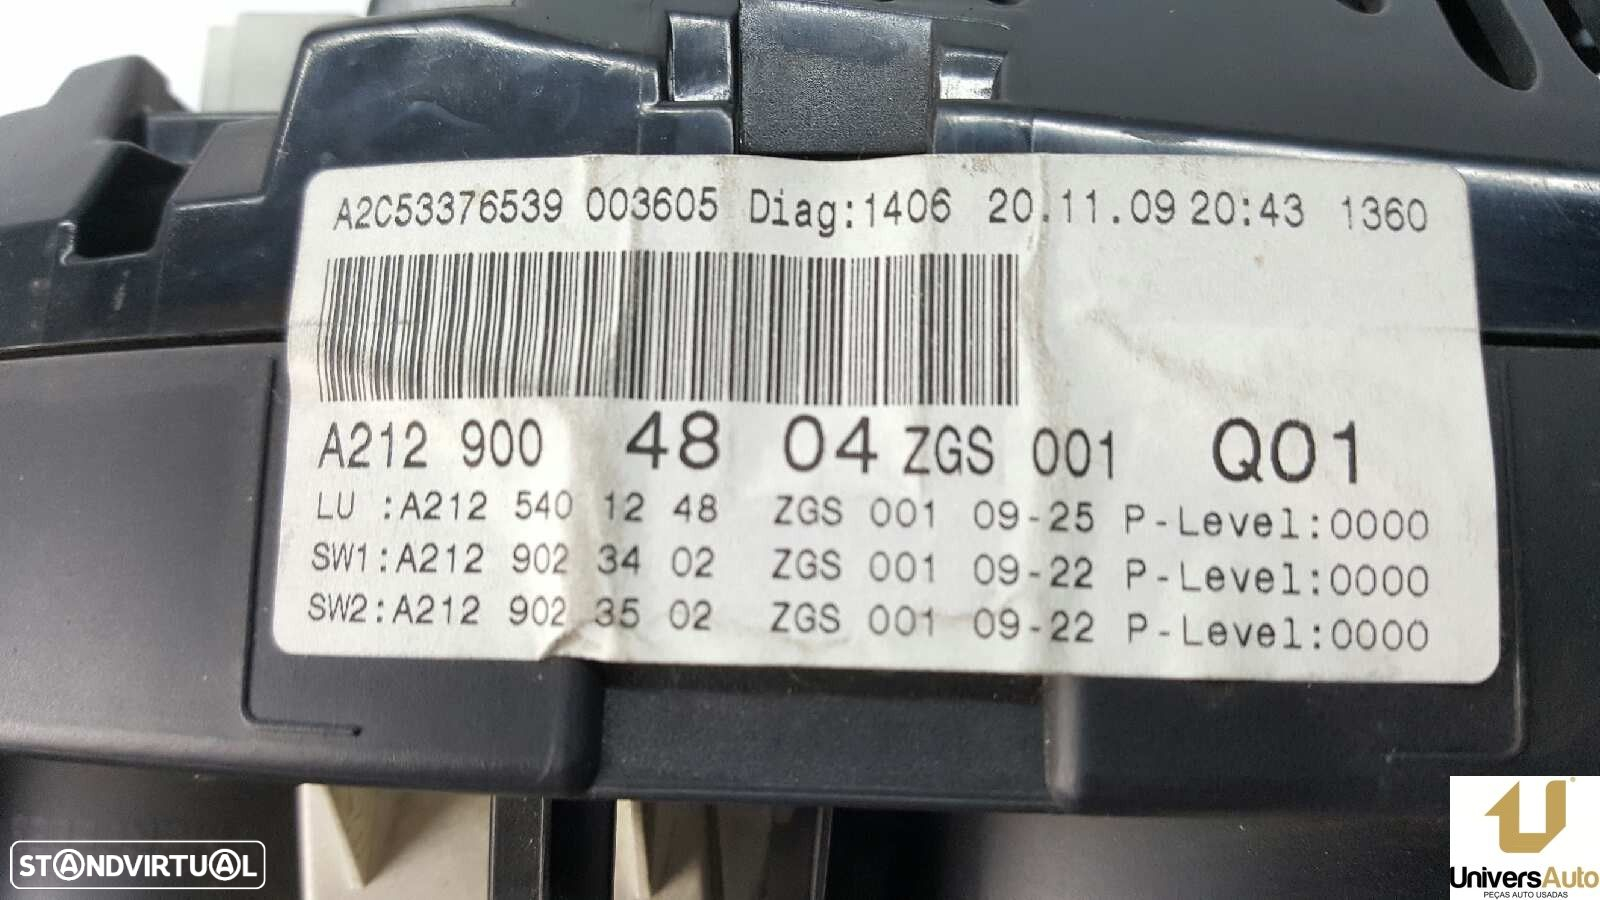 A2C53376539 003605 Diag:1406 20.11.09 20:43 1360
A212 900 48 04 ZGS 001 Q01
LU :A212 540 12 48 ZGS 001 09-25 P-Level:0000
SW1:A212 902 34 02 ZGS 001 09-22 P-Level:0000
SW2:A212 902 35 02 ZGS 001 09-22 P-Level:0000
STANDVIRTUAL
UniversAuto
PEÇAS AUTO USADAS